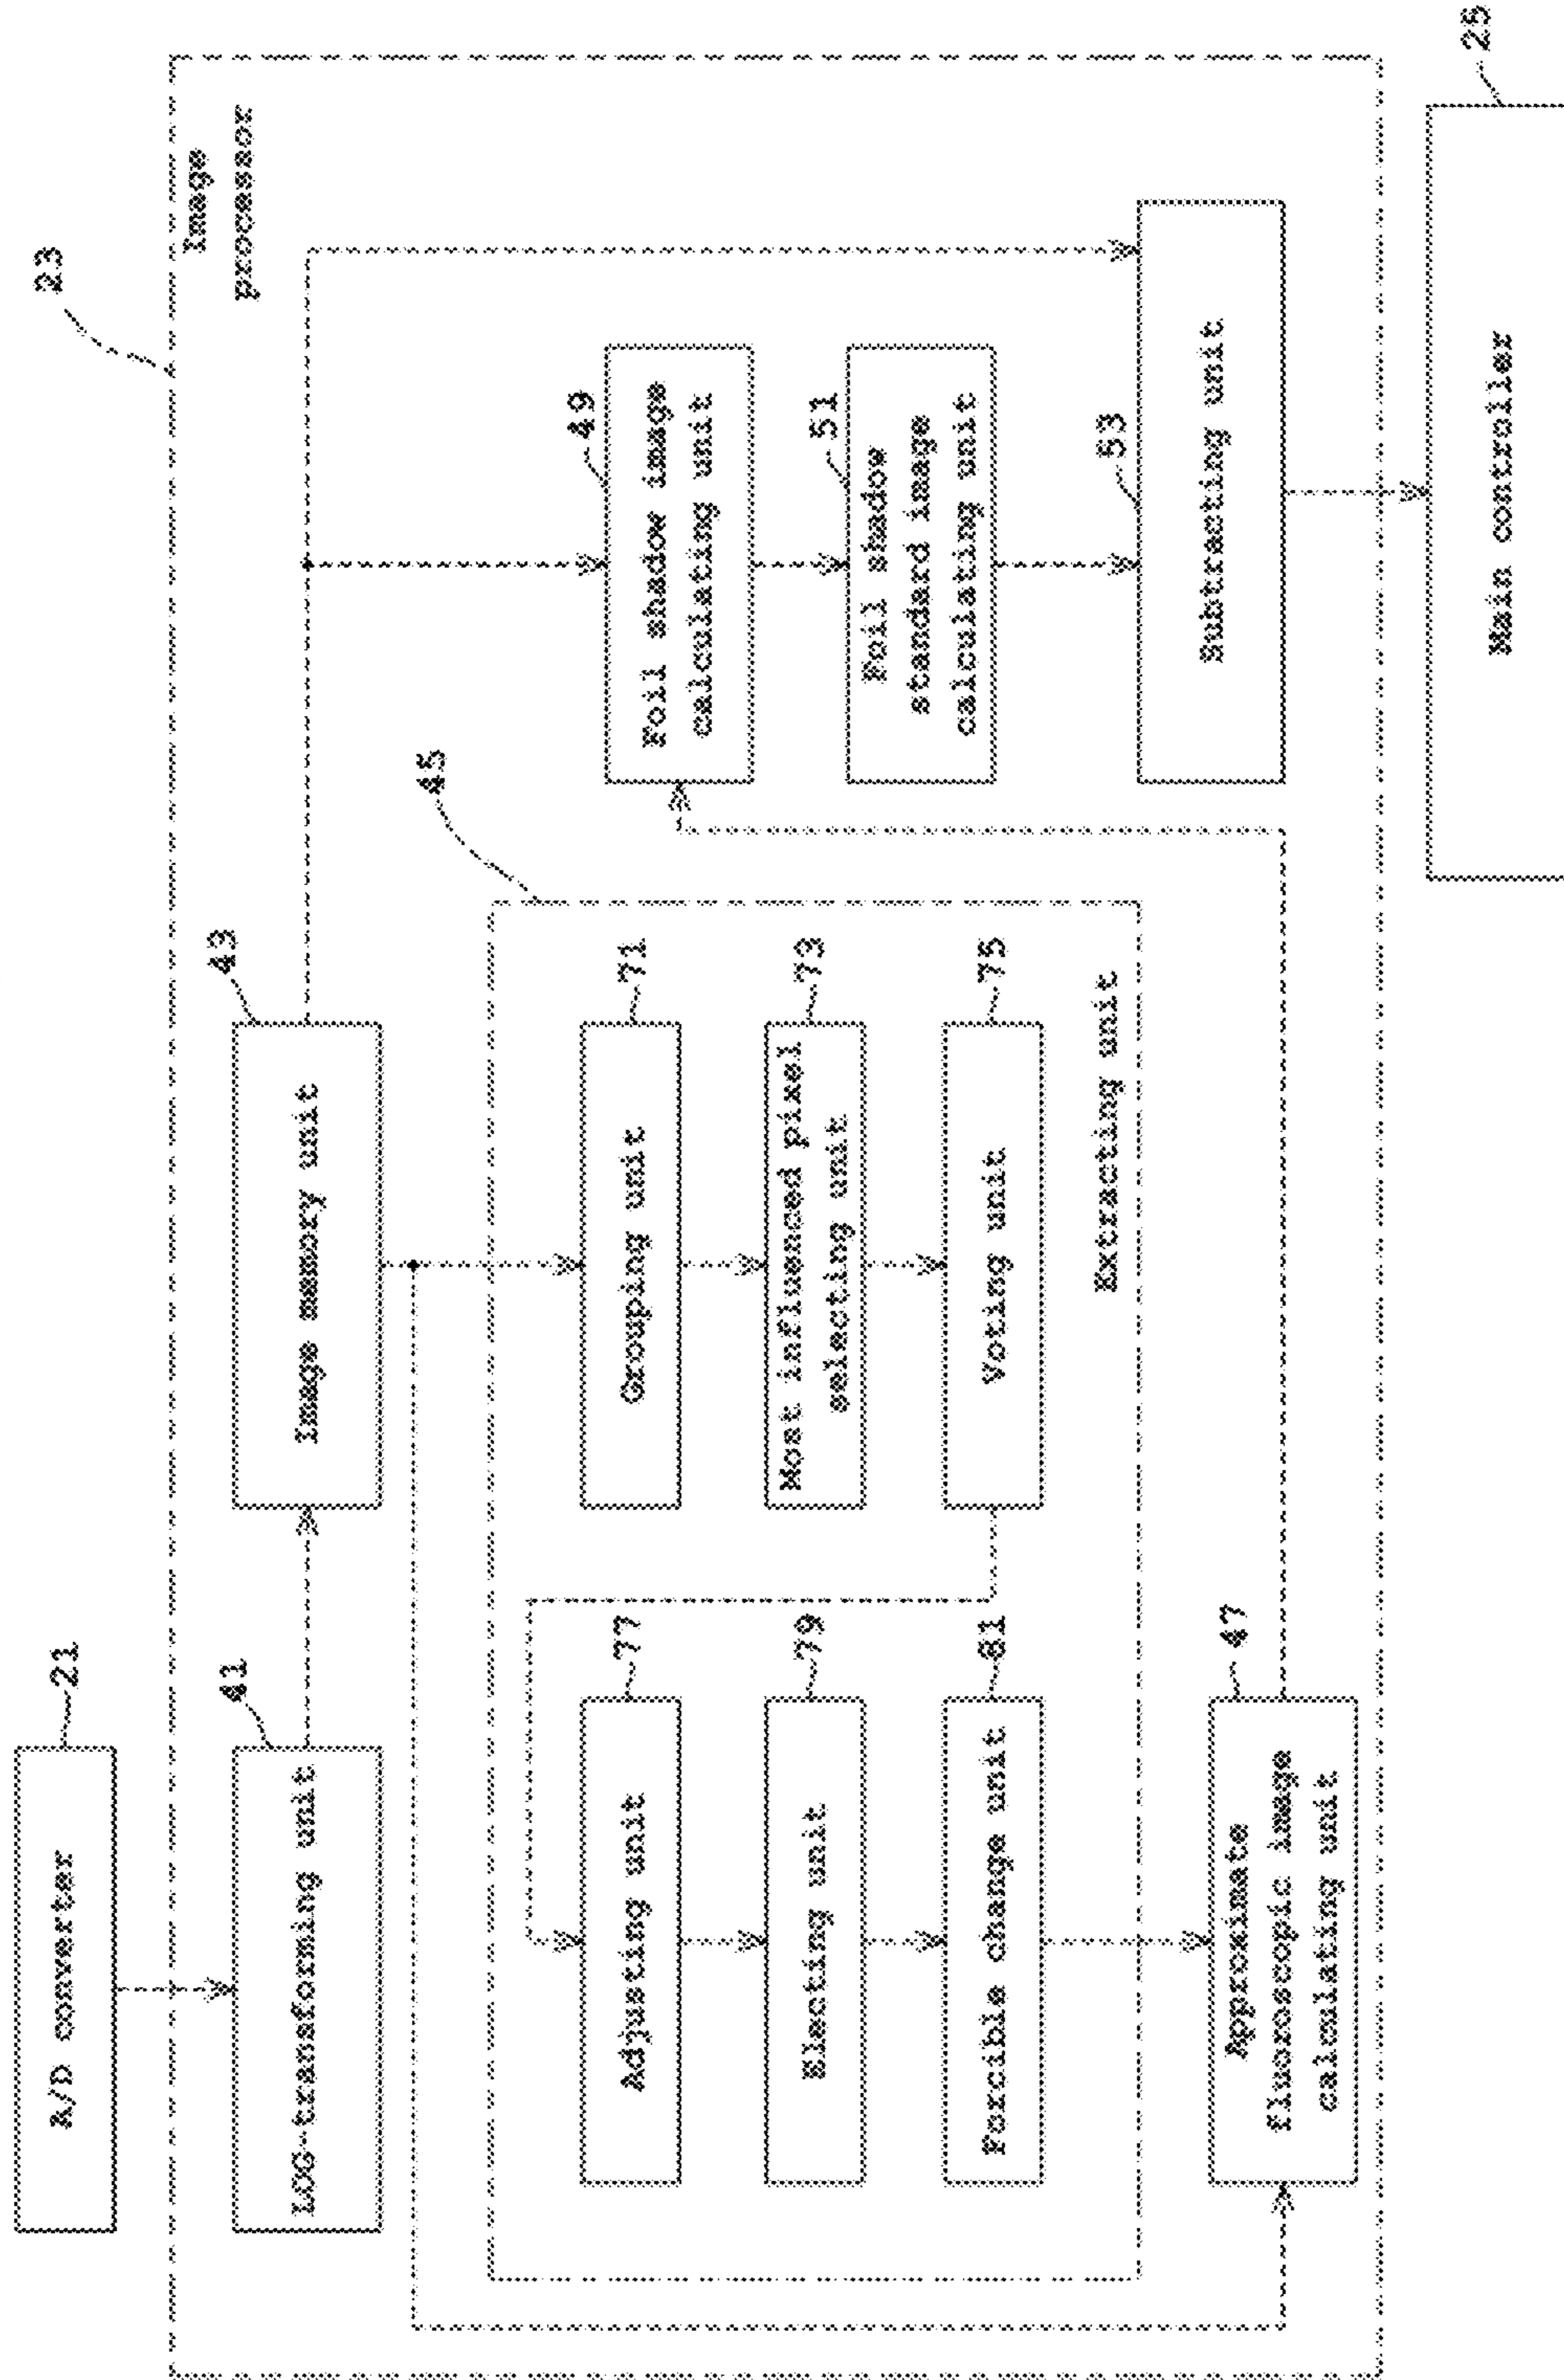 A/D converter
21
23
Image
processor
LOG-transforming unit
41
Image memory unit
43
45
Adjusting unit
77
Grouping unit
71
Electing unit
79
Most influenced pixel
selecting unit
73
Forcible change unit
81
Voting unit
75
Extracting unit
Approximate
fluoroscopic image
calculating unit
47
Foil shadow image
calculating unit
49
Foil shadow
standard image
calculating unit
51
Subtracting unit
53
Main controller
25